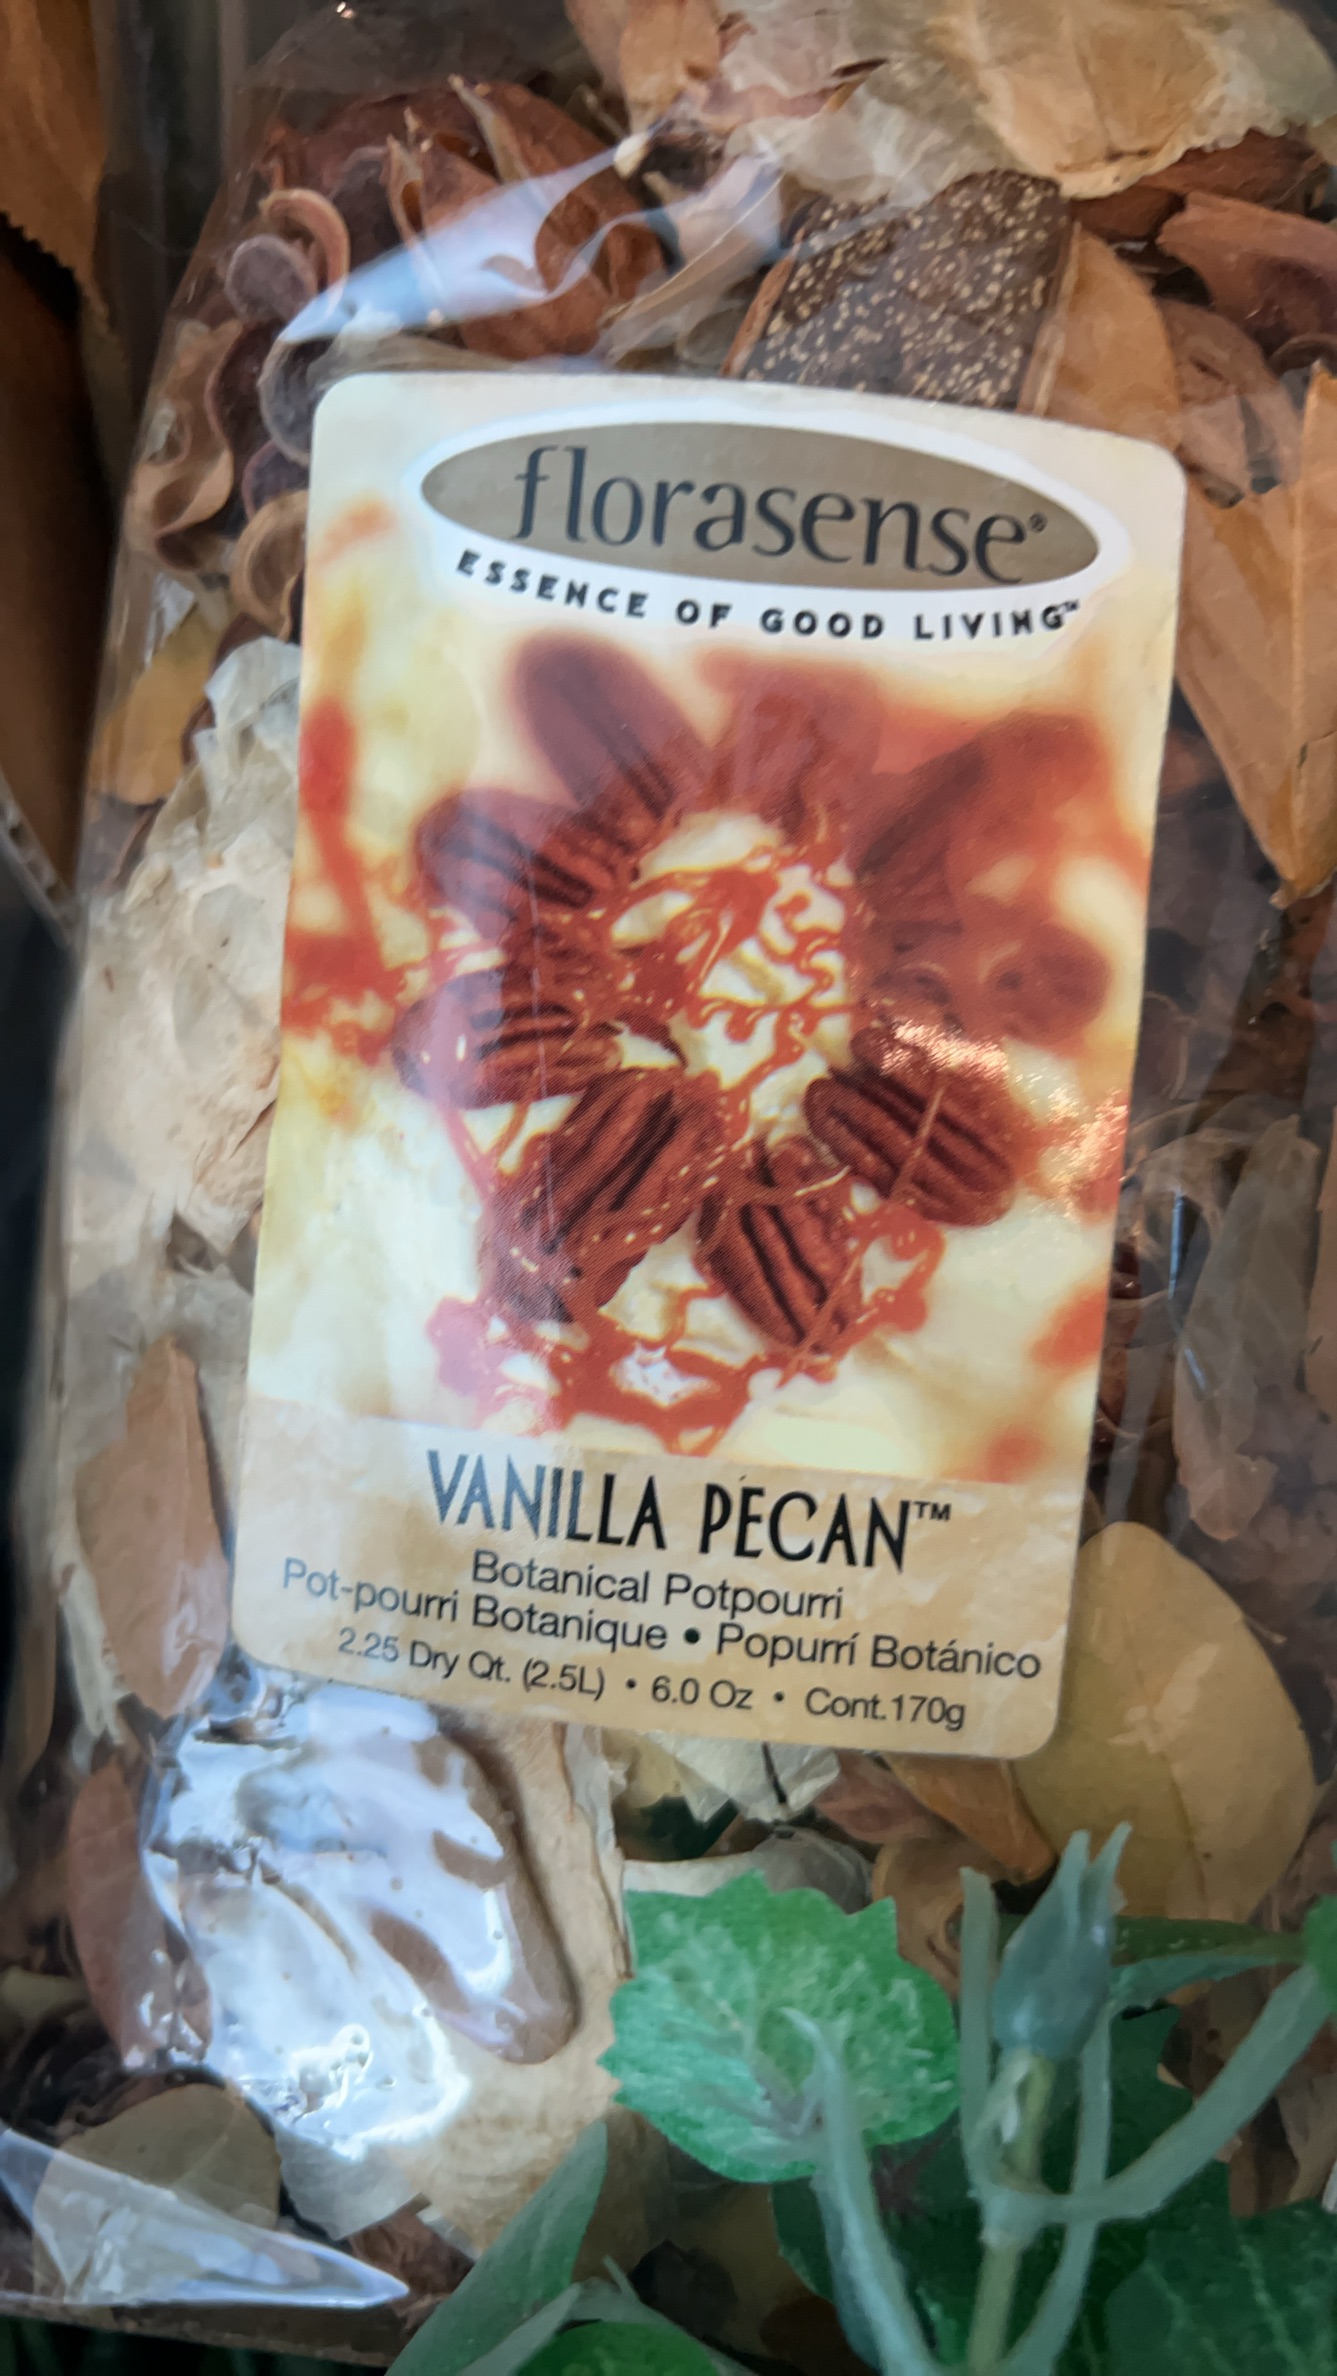 florasense®
ESSENCE OF GOOD LIVING™
VANILLA PECAN™
Botanical Potpourri
Pot-pourri Botanique • Popurrí Botánico
2.25 Dry Qt. (2.5L) • 6.0 Oz • Cont.170g